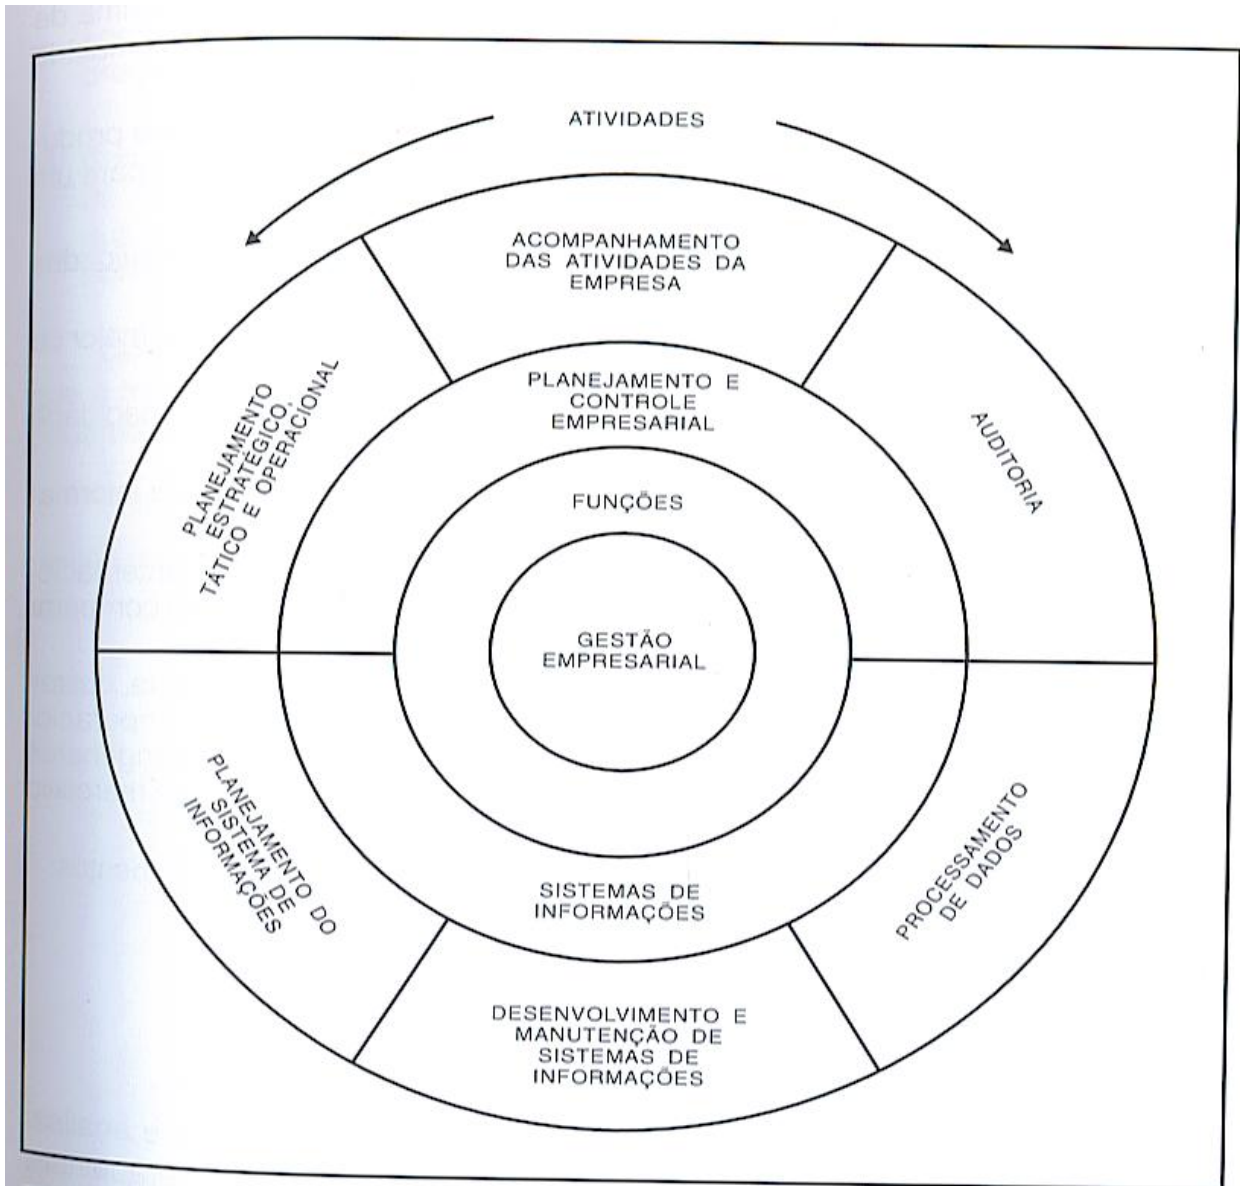 ATIVIDADES
ACOMPANHAMENTO
DAS ATIVIDADES DA
EMPRESA
PLANEJAMENTO
ESTRATÉGICO,
TÁTICO E OPERACIONAL
AUDITORIA
PLANEJAMENTO E
CONTROLE
EMPRESARIAL
FUNÇÕES
GESTÃO
EMPRESARIAL
SISTEMAS DE
INFORMAÇÕES
PLANEJAMENTO DO
SISTEMA DE
INFORMAÇÕES
PROCESSAMENTO
DE DADOS
DESENVOLVIMENTO E
MANUTENÇÃO DE
SISTEMAS DE
INFORMAÇÕES